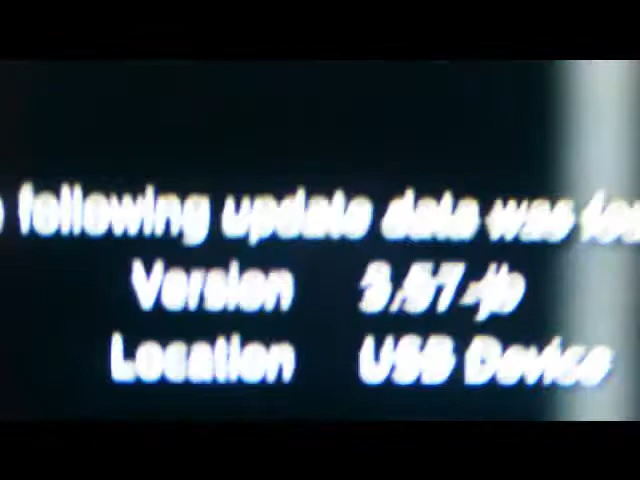 following update data was
Version
Location USB Device